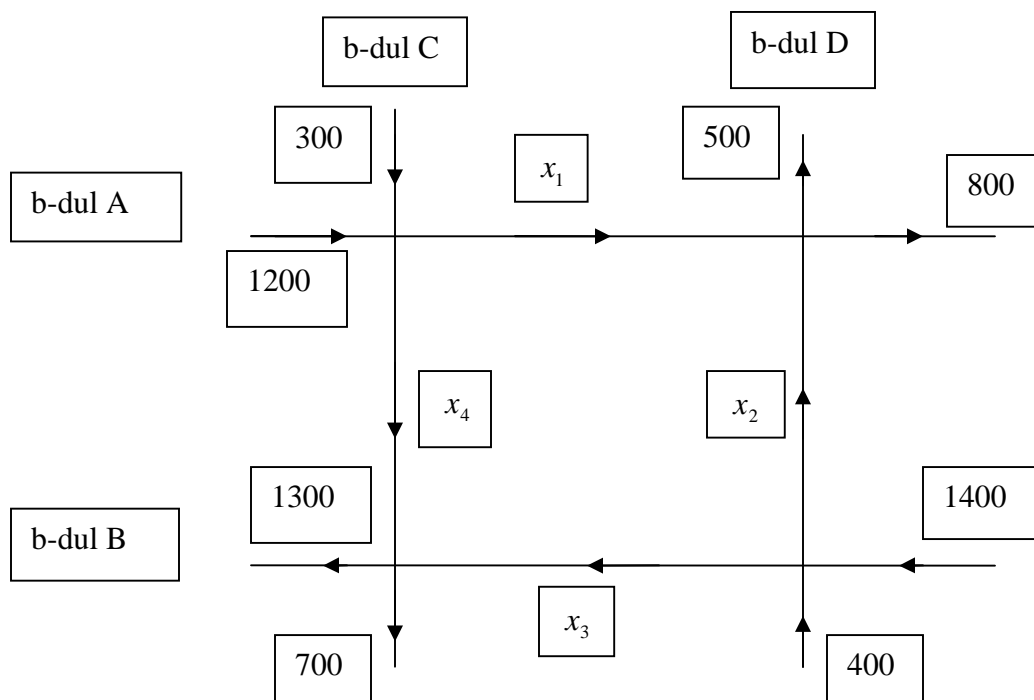 b-dul C
b-dul D
300
x₁
500
800
b-dul A
1200
x₄
x₂
1300
1400
b-dul B
x₃
700
400